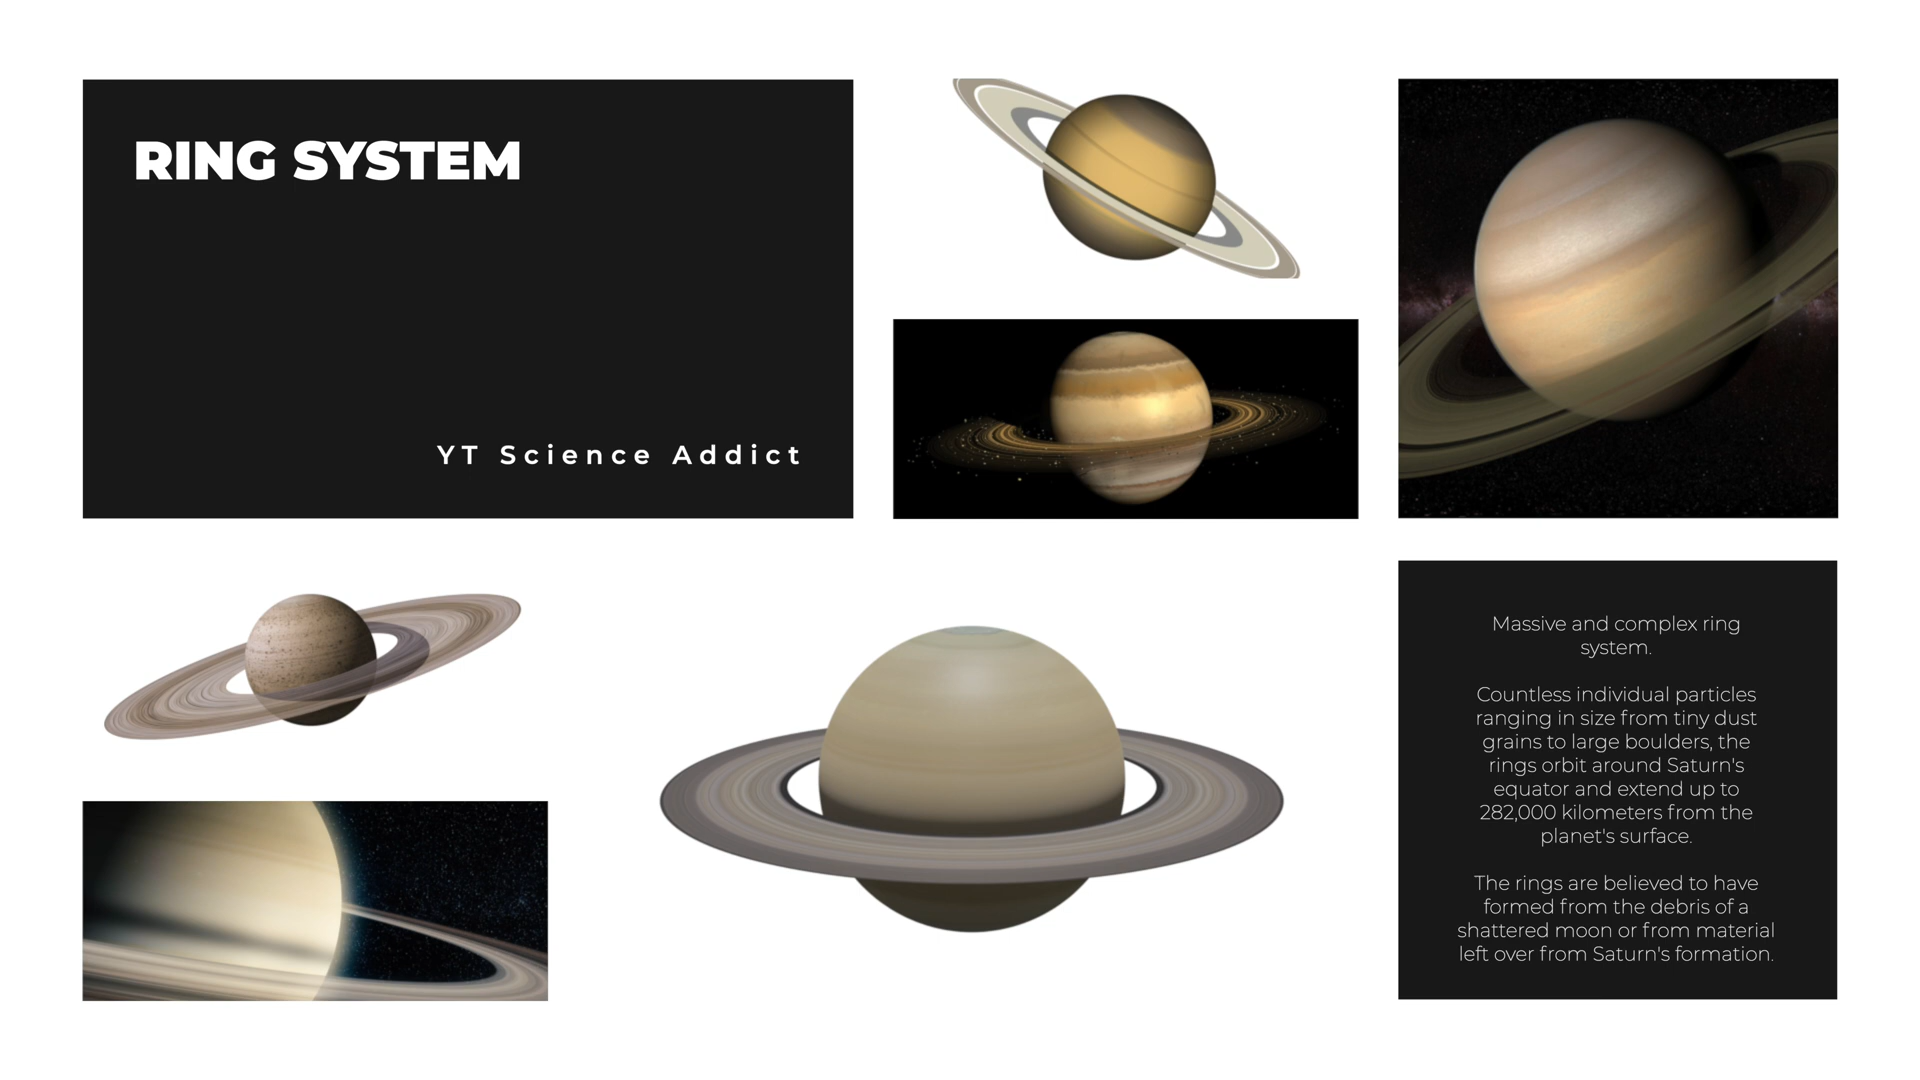 RING SYSTEM
YT Science Addict
Massive and complex ring
system.
Countless individual particles
ranging in size from tiny dust
grains to large boulders, the
rings orbit around Saturn's
equator and extend up to
282,000 kilometers from the
planet's surface.
The rings are believed to have
formed from the debris of a
shattered moon or from material
left over from Saturn's formation.